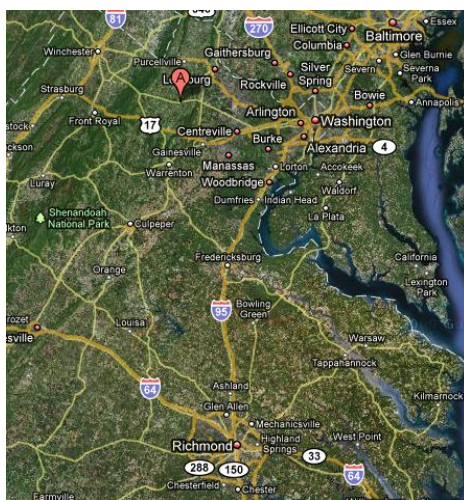 81
340
270
Ellicott City
Essex
Baltimore
Winchester
Purcellville
Gaithersburg
Columbia
Glen Burnie
A
burg
Rockville
Silver
Spring
Severn
Severna
Park
Strasburg
Bowie
Annapolis
Arlington
Front Royal
17
Centreville
Washington
Burke
Alexandria
4
Gainesville
Manassas
Lorton
Accokeek
Warrenton
Woodbridge
Waldorf
Luray
Dumfries
Indian Head
La Plata
Shenandoah
National Park
Culpeper
Fredericksburg
California
Lexington
Park
Orange
95
Bowling
Green
rozet
Louisa
Warsaw
esville
Tappahannock
64
Ashland
Kilmarnock
Glen Allen
Mechanicsville
Richmond
Highland
Springs
33
West Point
288
150
64
Chesterfield
Chester
Farmville